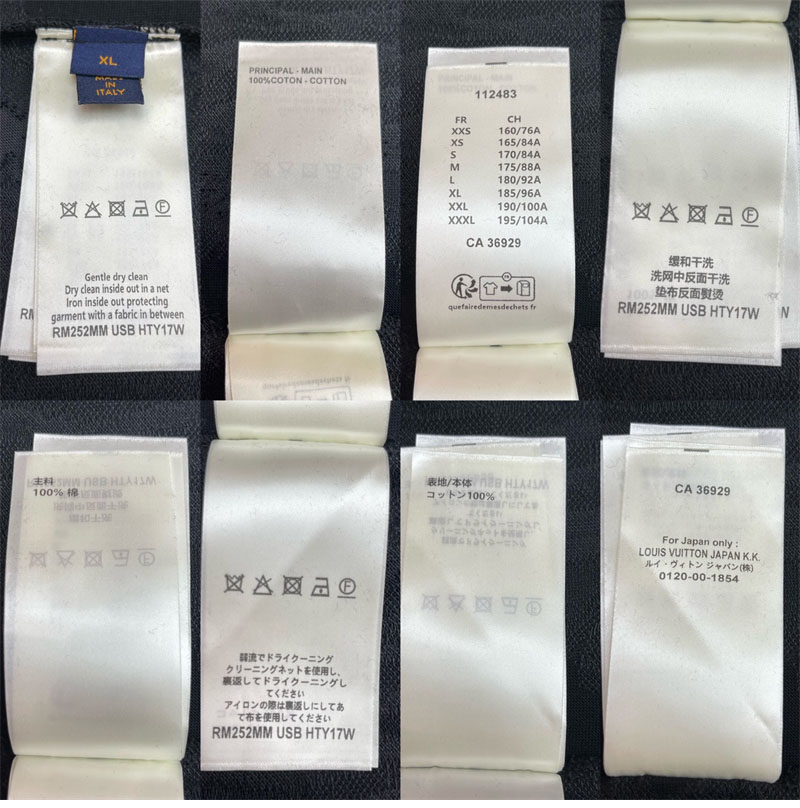 XL
MADE
IN
ITALY
Gentle dry clean
Dry clean inside out in a net
Iron inside out protecting
garment with a fabric in between
RM252MM USB HTY17W
PRINCIPAL - MAIN
100%COTON - COTTON
112483
FR CH
XXS 160/76A
XS 165/84A
S 170/84A
M 175/88A
L 180/92A
XL 185/96A
XXL 190/100A
XXXL 195/104A
CA 36929
FR
quefairedemesdechets.fr
缓和干洗
洗网中反面干洗
垫布反面熨烫
RM252MM USB HTY17W
主料
100% 棉
弱流でドライクーニング
クリーニングネットを使用し、
裏返してドライクーニングし
てください
アイロンの際は裏返しにしてあ
て布を使用してください
RM252MM USB HTY17W
表地/本体
コットン100%
CA 36929
For Japan only :
LOUIS VUITTON JAPAN K.K.
ルイ・ヴィトン ジャパン(株)
0120-00-1854